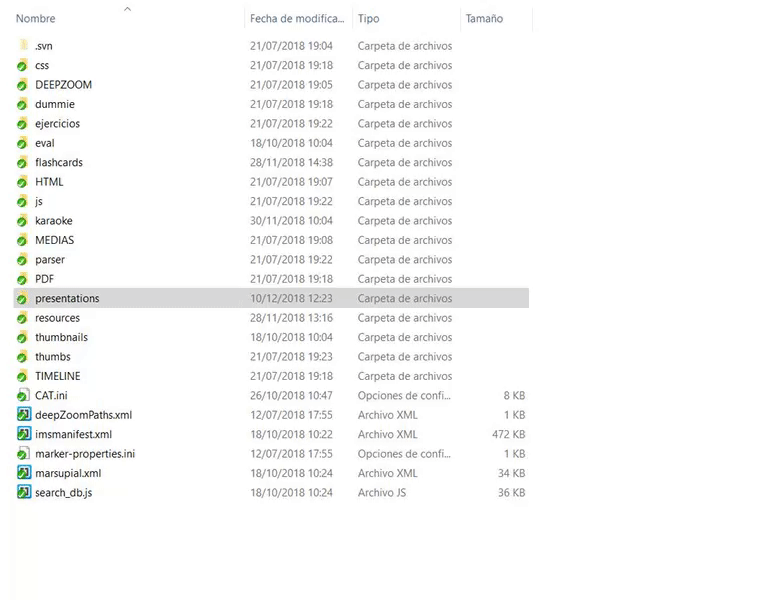 Nombre Fecha de modifica... Tipo Tamaño
.svn 21/07/2018 19:04 Carpeta de archivos
css 21/07/2018 19:18 Carpeta de archivos
DEEPZOOM 21/07/2018 19:05 Carpeta de archivos
dummie 21/07/2018 19:18 Carpeta de archivos
ejercicios 21/07/2018 19:22 Carpeta de archivos
eval 18/10/2018 10:04 Carpeta de archivos
flashcards 28/11/2018 14:38 Carpeta de archivos
HTML 21/07/2018 19:07 Carpeta de archivos
js 21/07/2018 19:22 Carpeta de archivos
karaoke 30/11/2018 10:04 Carpeta de archivos
MEDIAS 21/07/2018 19:08 Carpeta de archivos
parser 21/07/2018 19:22 Carpeta de archivos
PDF 21/07/2018 19:18 Carpeta de archivos
presentations 10/12/2018 12:23 Carpeta de archivos
resources 28/11/2018 13:16 Carpeta de archivos
thumbnails 18/10/2018 10:04 Carpeta de archivos
thumbs 21/07/2018 19:23 Carpeta de archivos
TIMELINE 21/07/2018 19:18 Carpeta de archivos
CAT.ini 26/10/2018 10:47 Opciones de confi... 8 KB
deepZoomPaths.xml 12/07/2018 17:55 Archivo XML 1 KB
imsmanifest.xml 18/10/2018 10:22 Archivo XML 472 KB
marker-properties.ini 12/07/2018 17:55 Opciones de confi... 1 KB
marsupial.xml 18/10/2018 10:24 Archivo XML 34 KB
search_db.js 18/10/2018 10:24 Archivo JS 36 KB